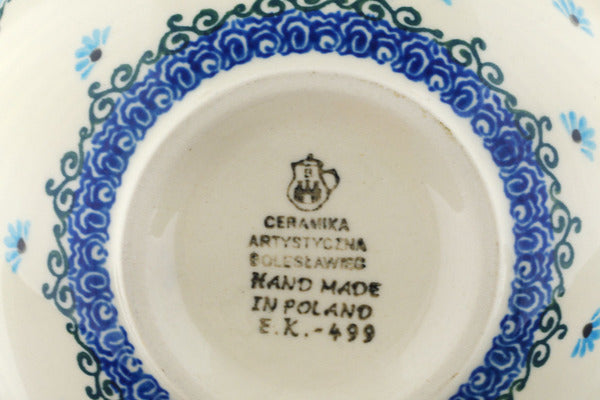 B
CERAMIKA
ARTYSTYCZNA
BOLESŁAWIEC
HAND MADE
IN POLAND
E.K.-499